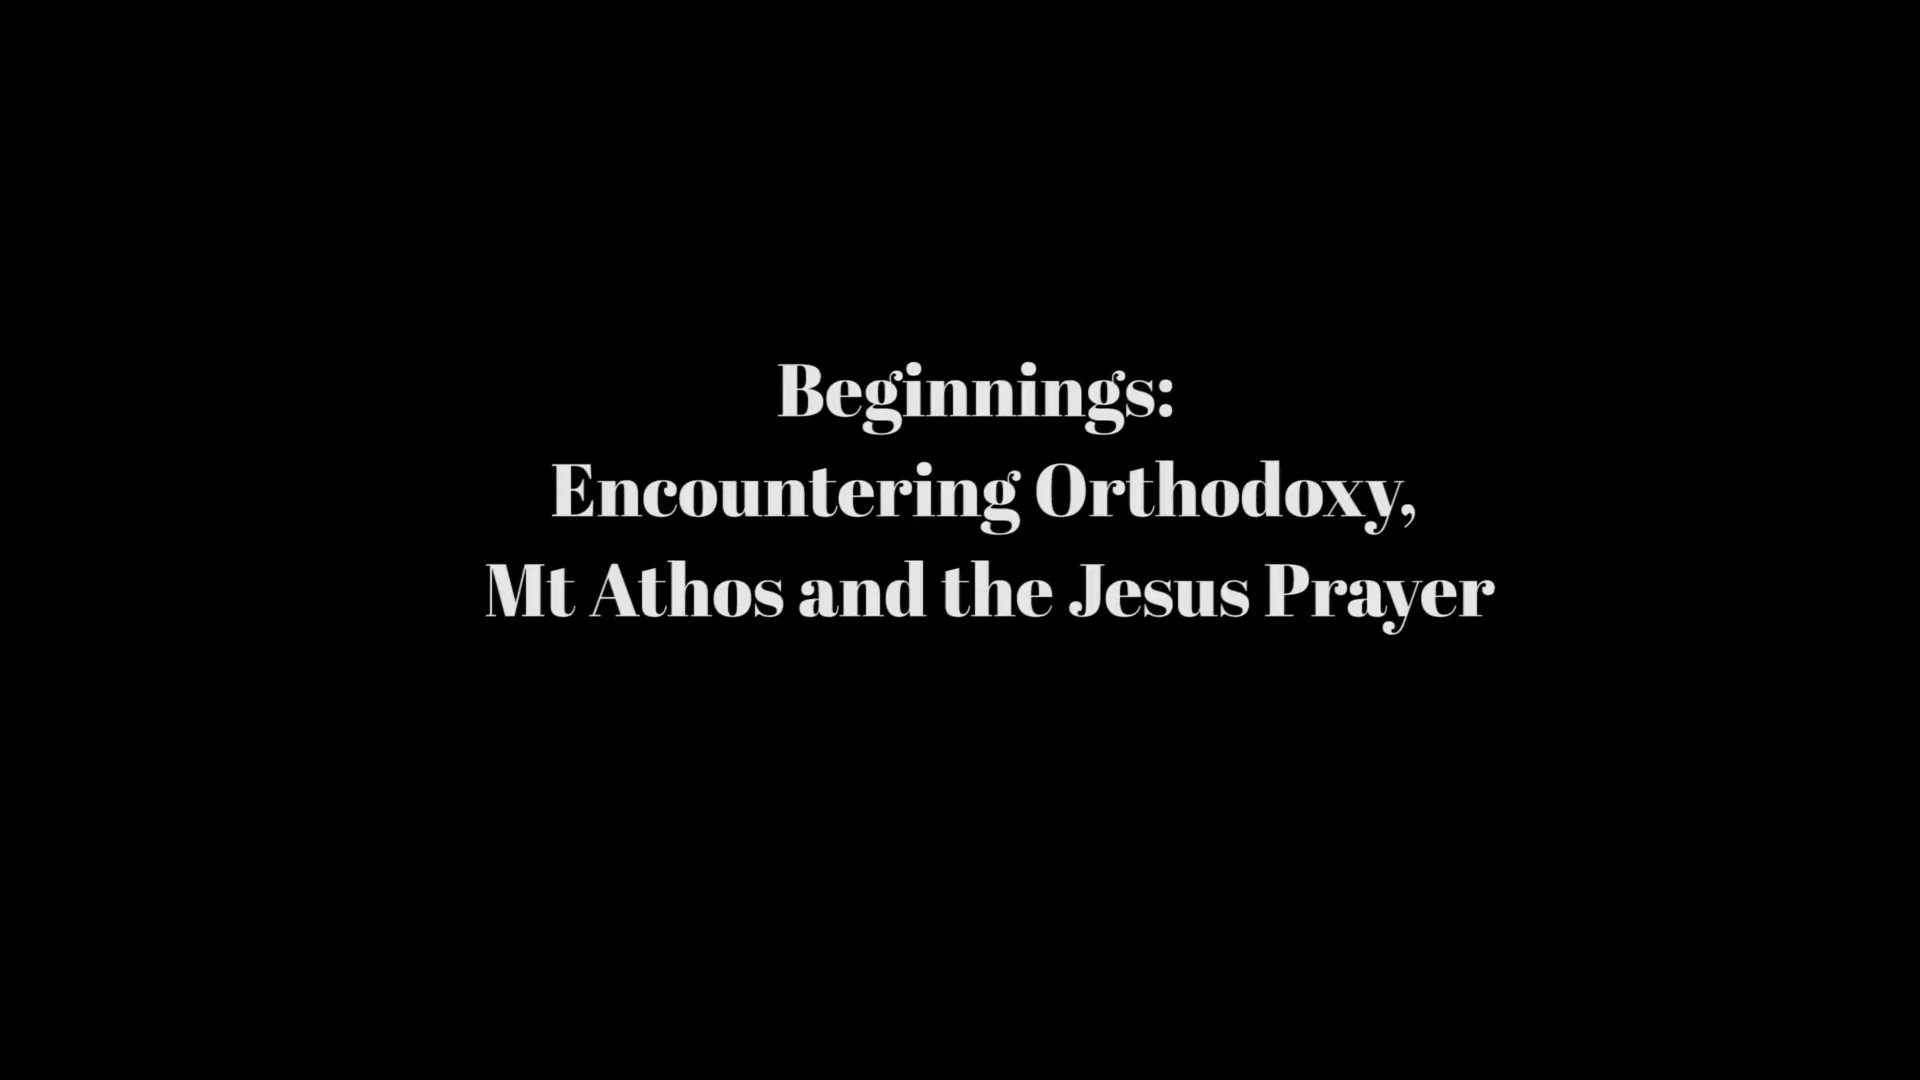 Beginnings:
Encountering Orthodoxy,
Mt Athos and the Jesus Prayer